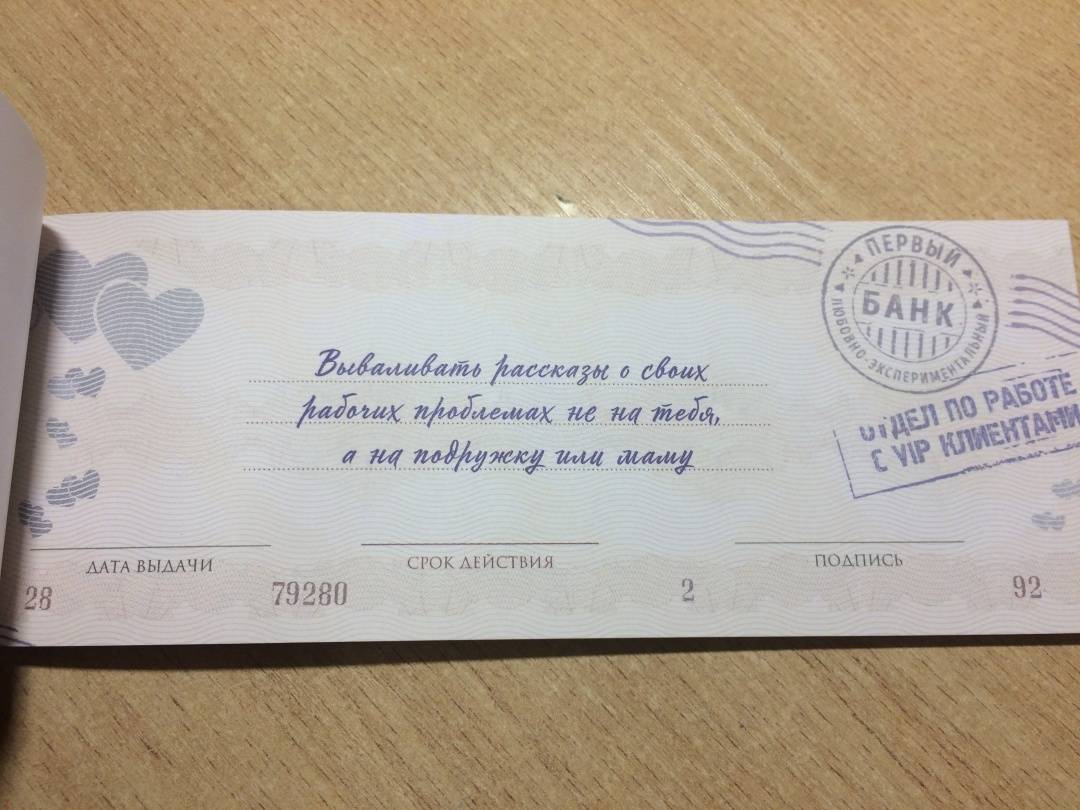 ПЕРВЫЙ
БАНК
ЛЮБОВНО-ЭКСПЕРИМЕНТАЛЬНЫЙ
Вываливать рассказы о своих
рабочих проблемах не на тебя,
а на подружку или маму
ОТДЕЛ ПО РАБОТЕ
С VIP КЛИЕНТАМИ
ДАТА ВЫДАЧИ
СРОК ДЕЙСТВИЯ
ПОДПИСЬ
28 79280 2 92